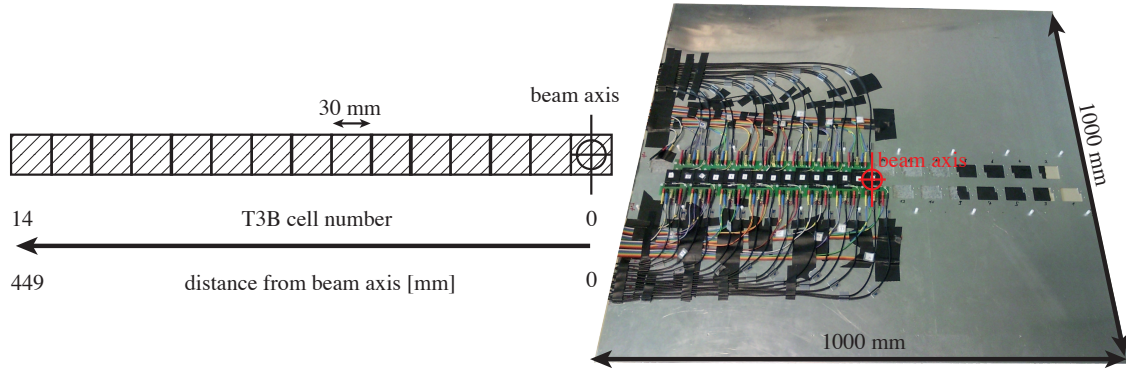 beam axis
30 mm
14 T3B cell number 0
449 distance from beam axis [mm] 0
beam axis
1000 mm
1000 mm